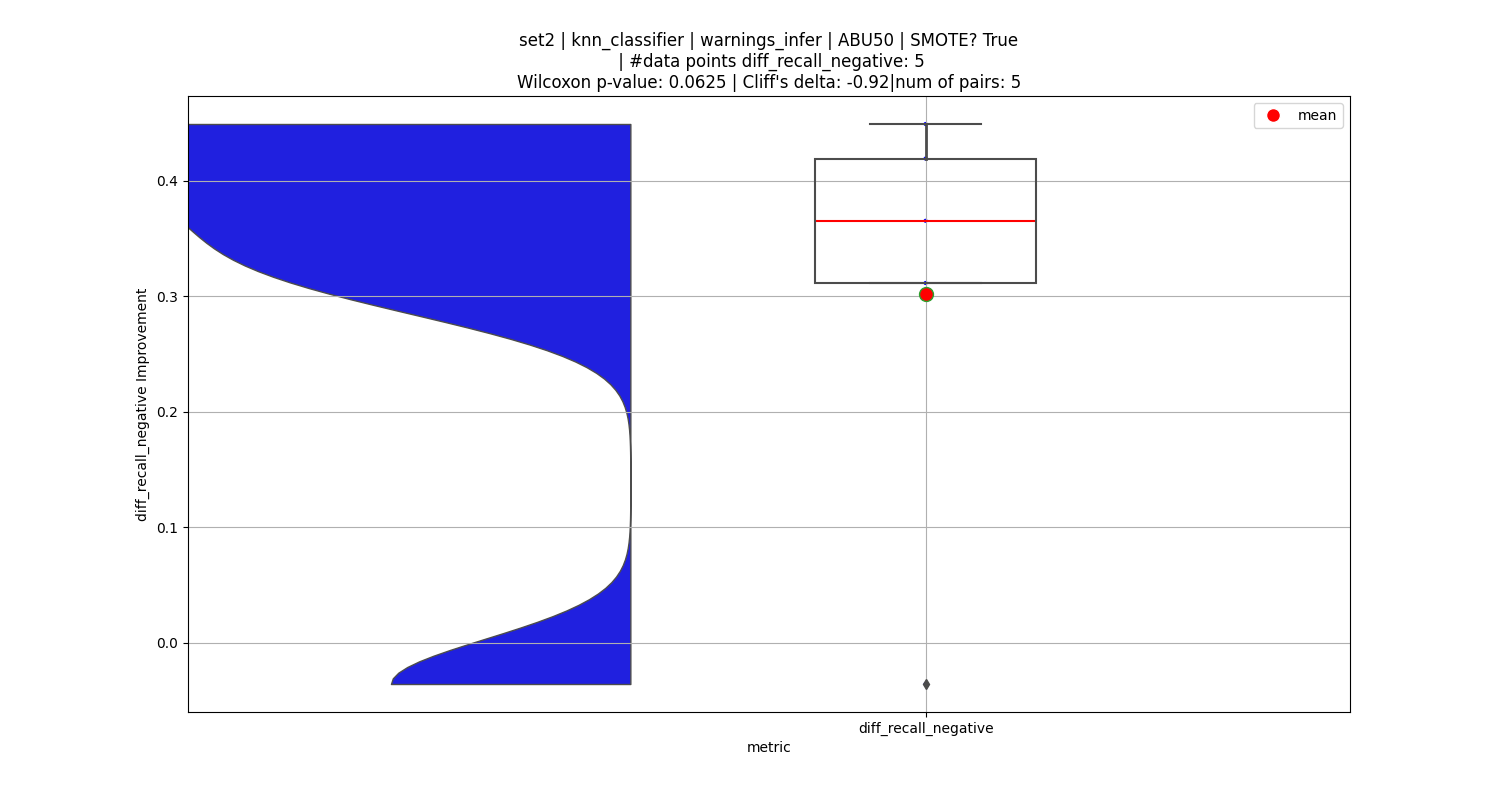 set2 | knn_classifier | warnings_infer | ABU50 | SMOTE? True
| #data points diff_recall_negative: 5
Wilcoxon p-value: 0.0625 | Cliff's delta: -0.92|num of pairs: 5
mean
0.4
0.3
0.2
0.1
0.0
diff_recall_negative Improvement
diff_recall_negative
metric